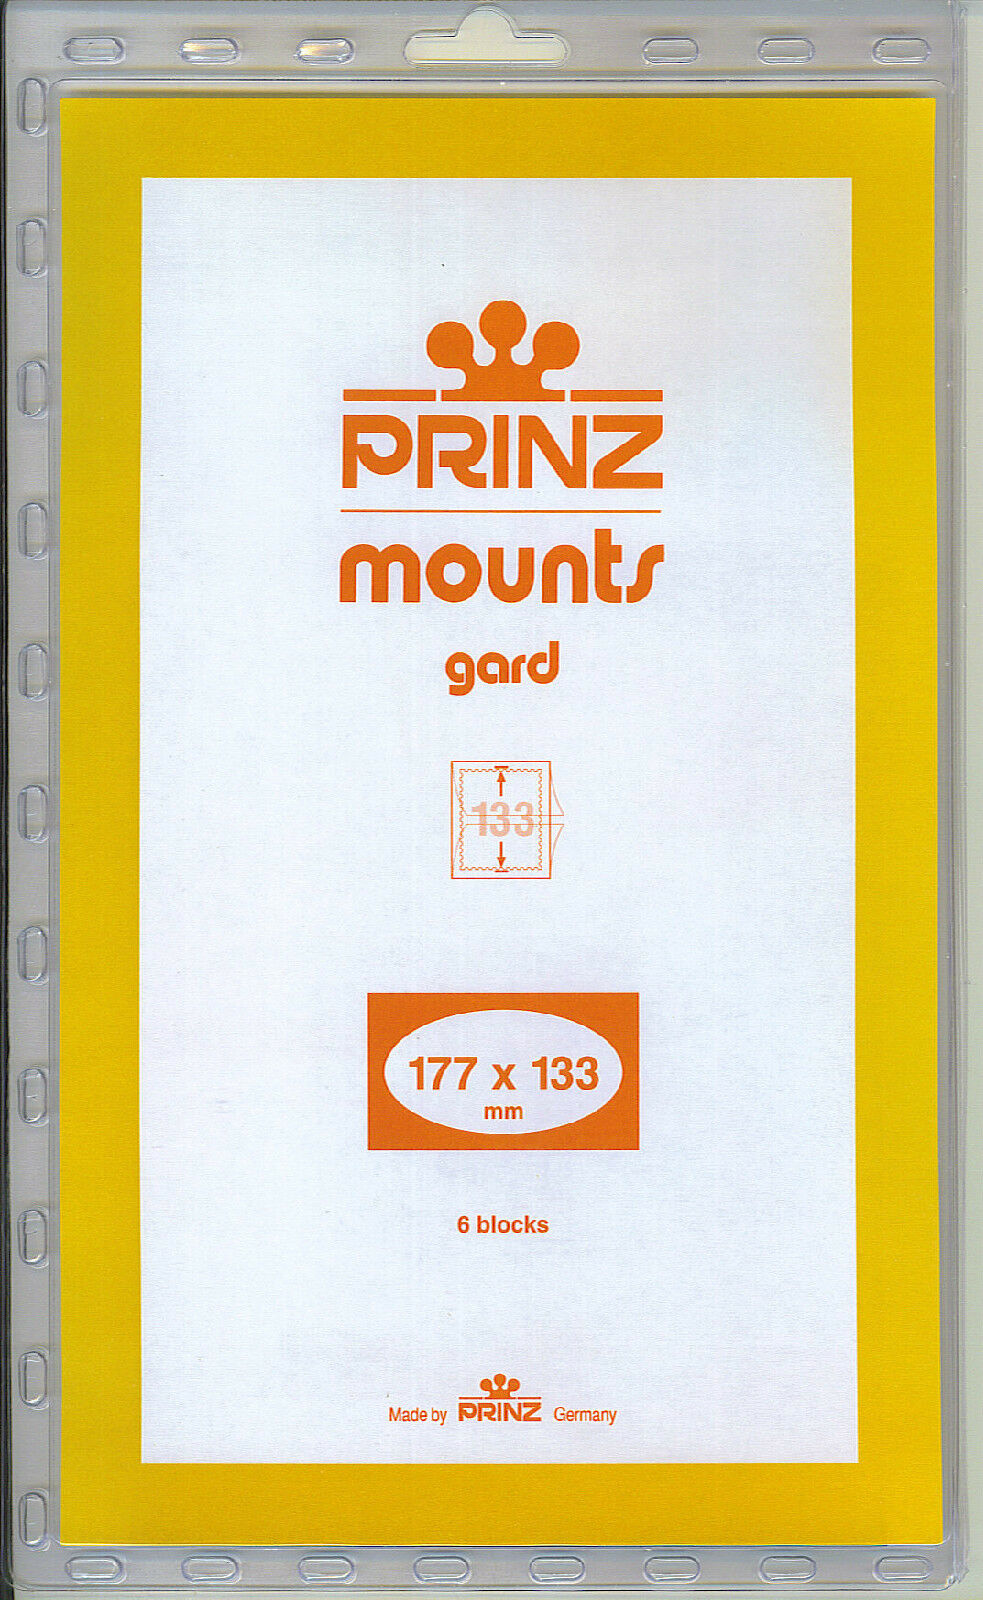 PRINZ
mounts
gard
133
177 x 133
mm
6 blocks
Made by PRINZ Germany